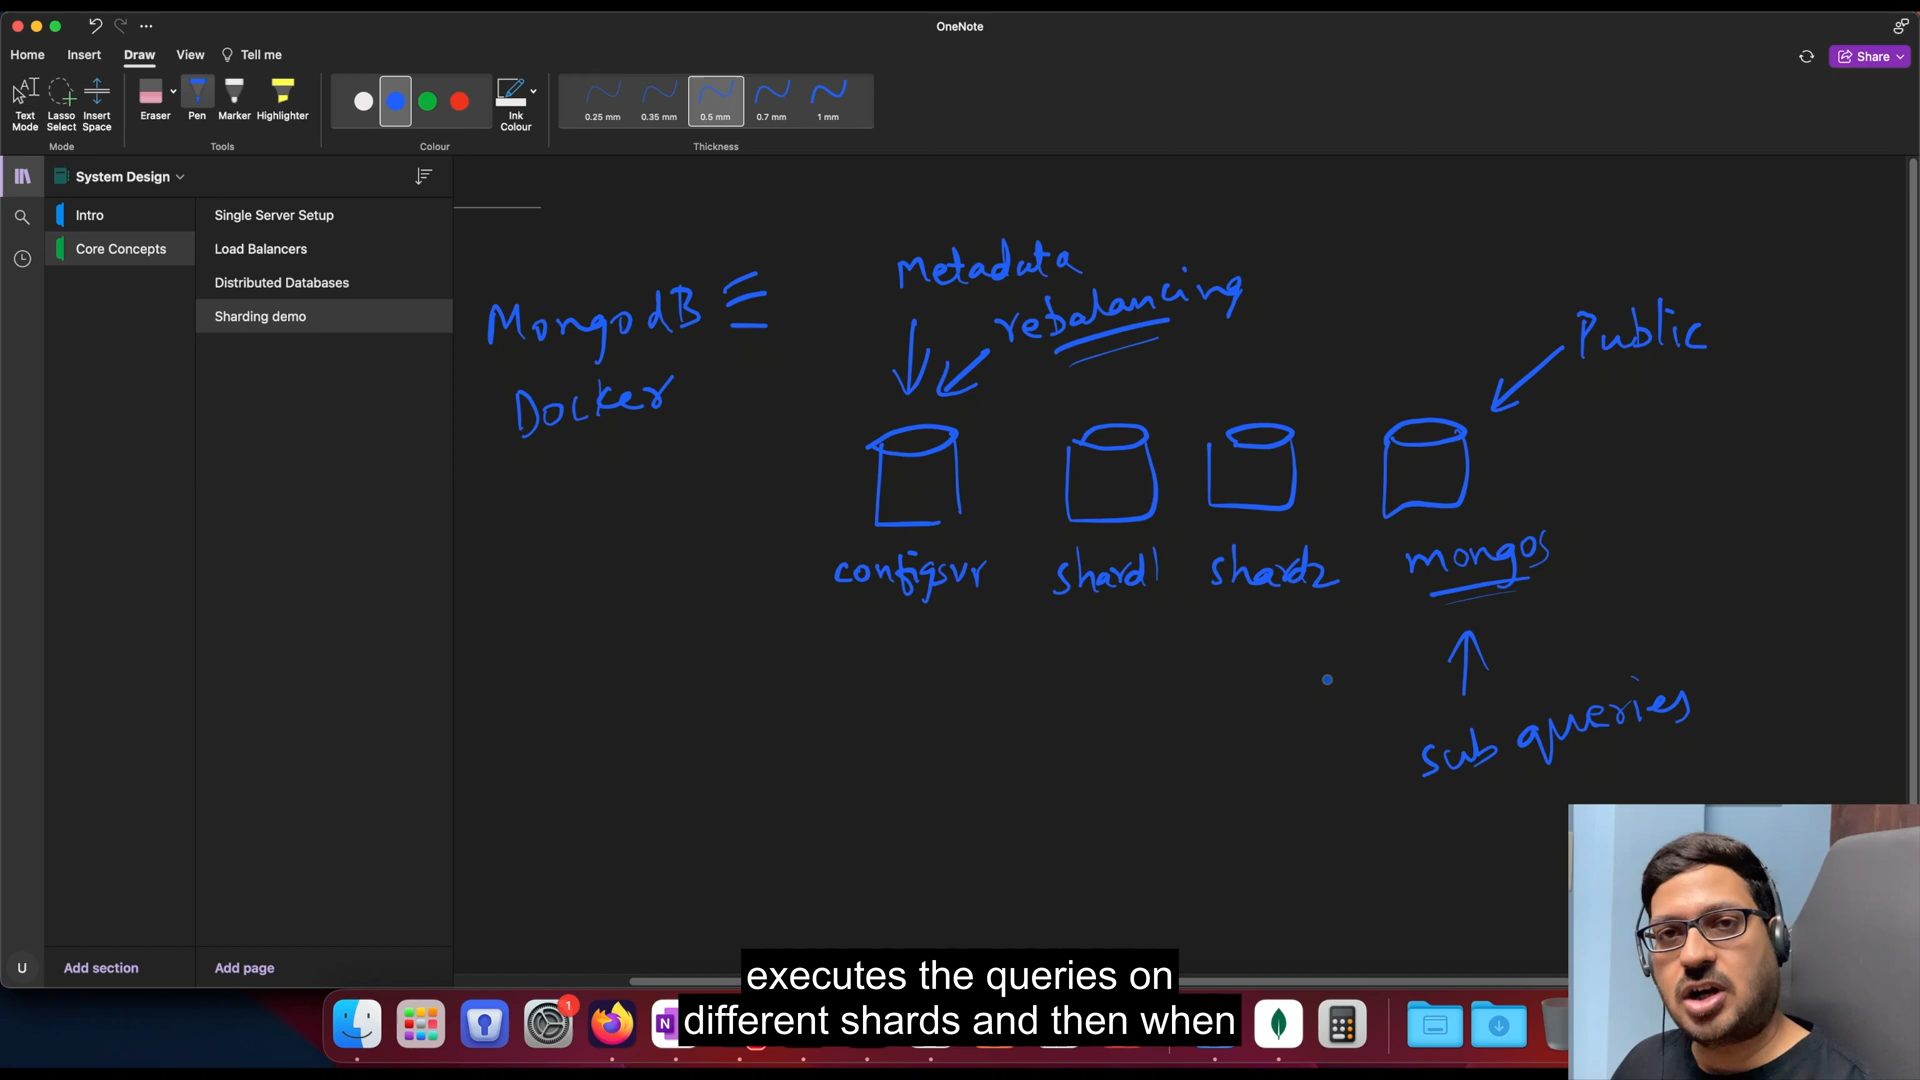 OneNote
Home
Insert
Draw
View
Tell me
Share
Text Mode
Lasso Select
Insert Space
Eraser
Pen
Marker
Highlighter
Ink Colour
0.25 mm
0.35 mm
0.5 mm
0.7 mm
1 mm
Mode
Tools
Colour
Thickness
System Design
Intro
Core Concepts
Single Server Setup
Load Balancers
Distributed Databases
Sharding demo
Metadata
rebalancing
MongodB
Docker
Public
configsvr
shard1
shard2
mongos
sub queries
U
Add section
Add page
1
N
executes the queries on
different shards and then when